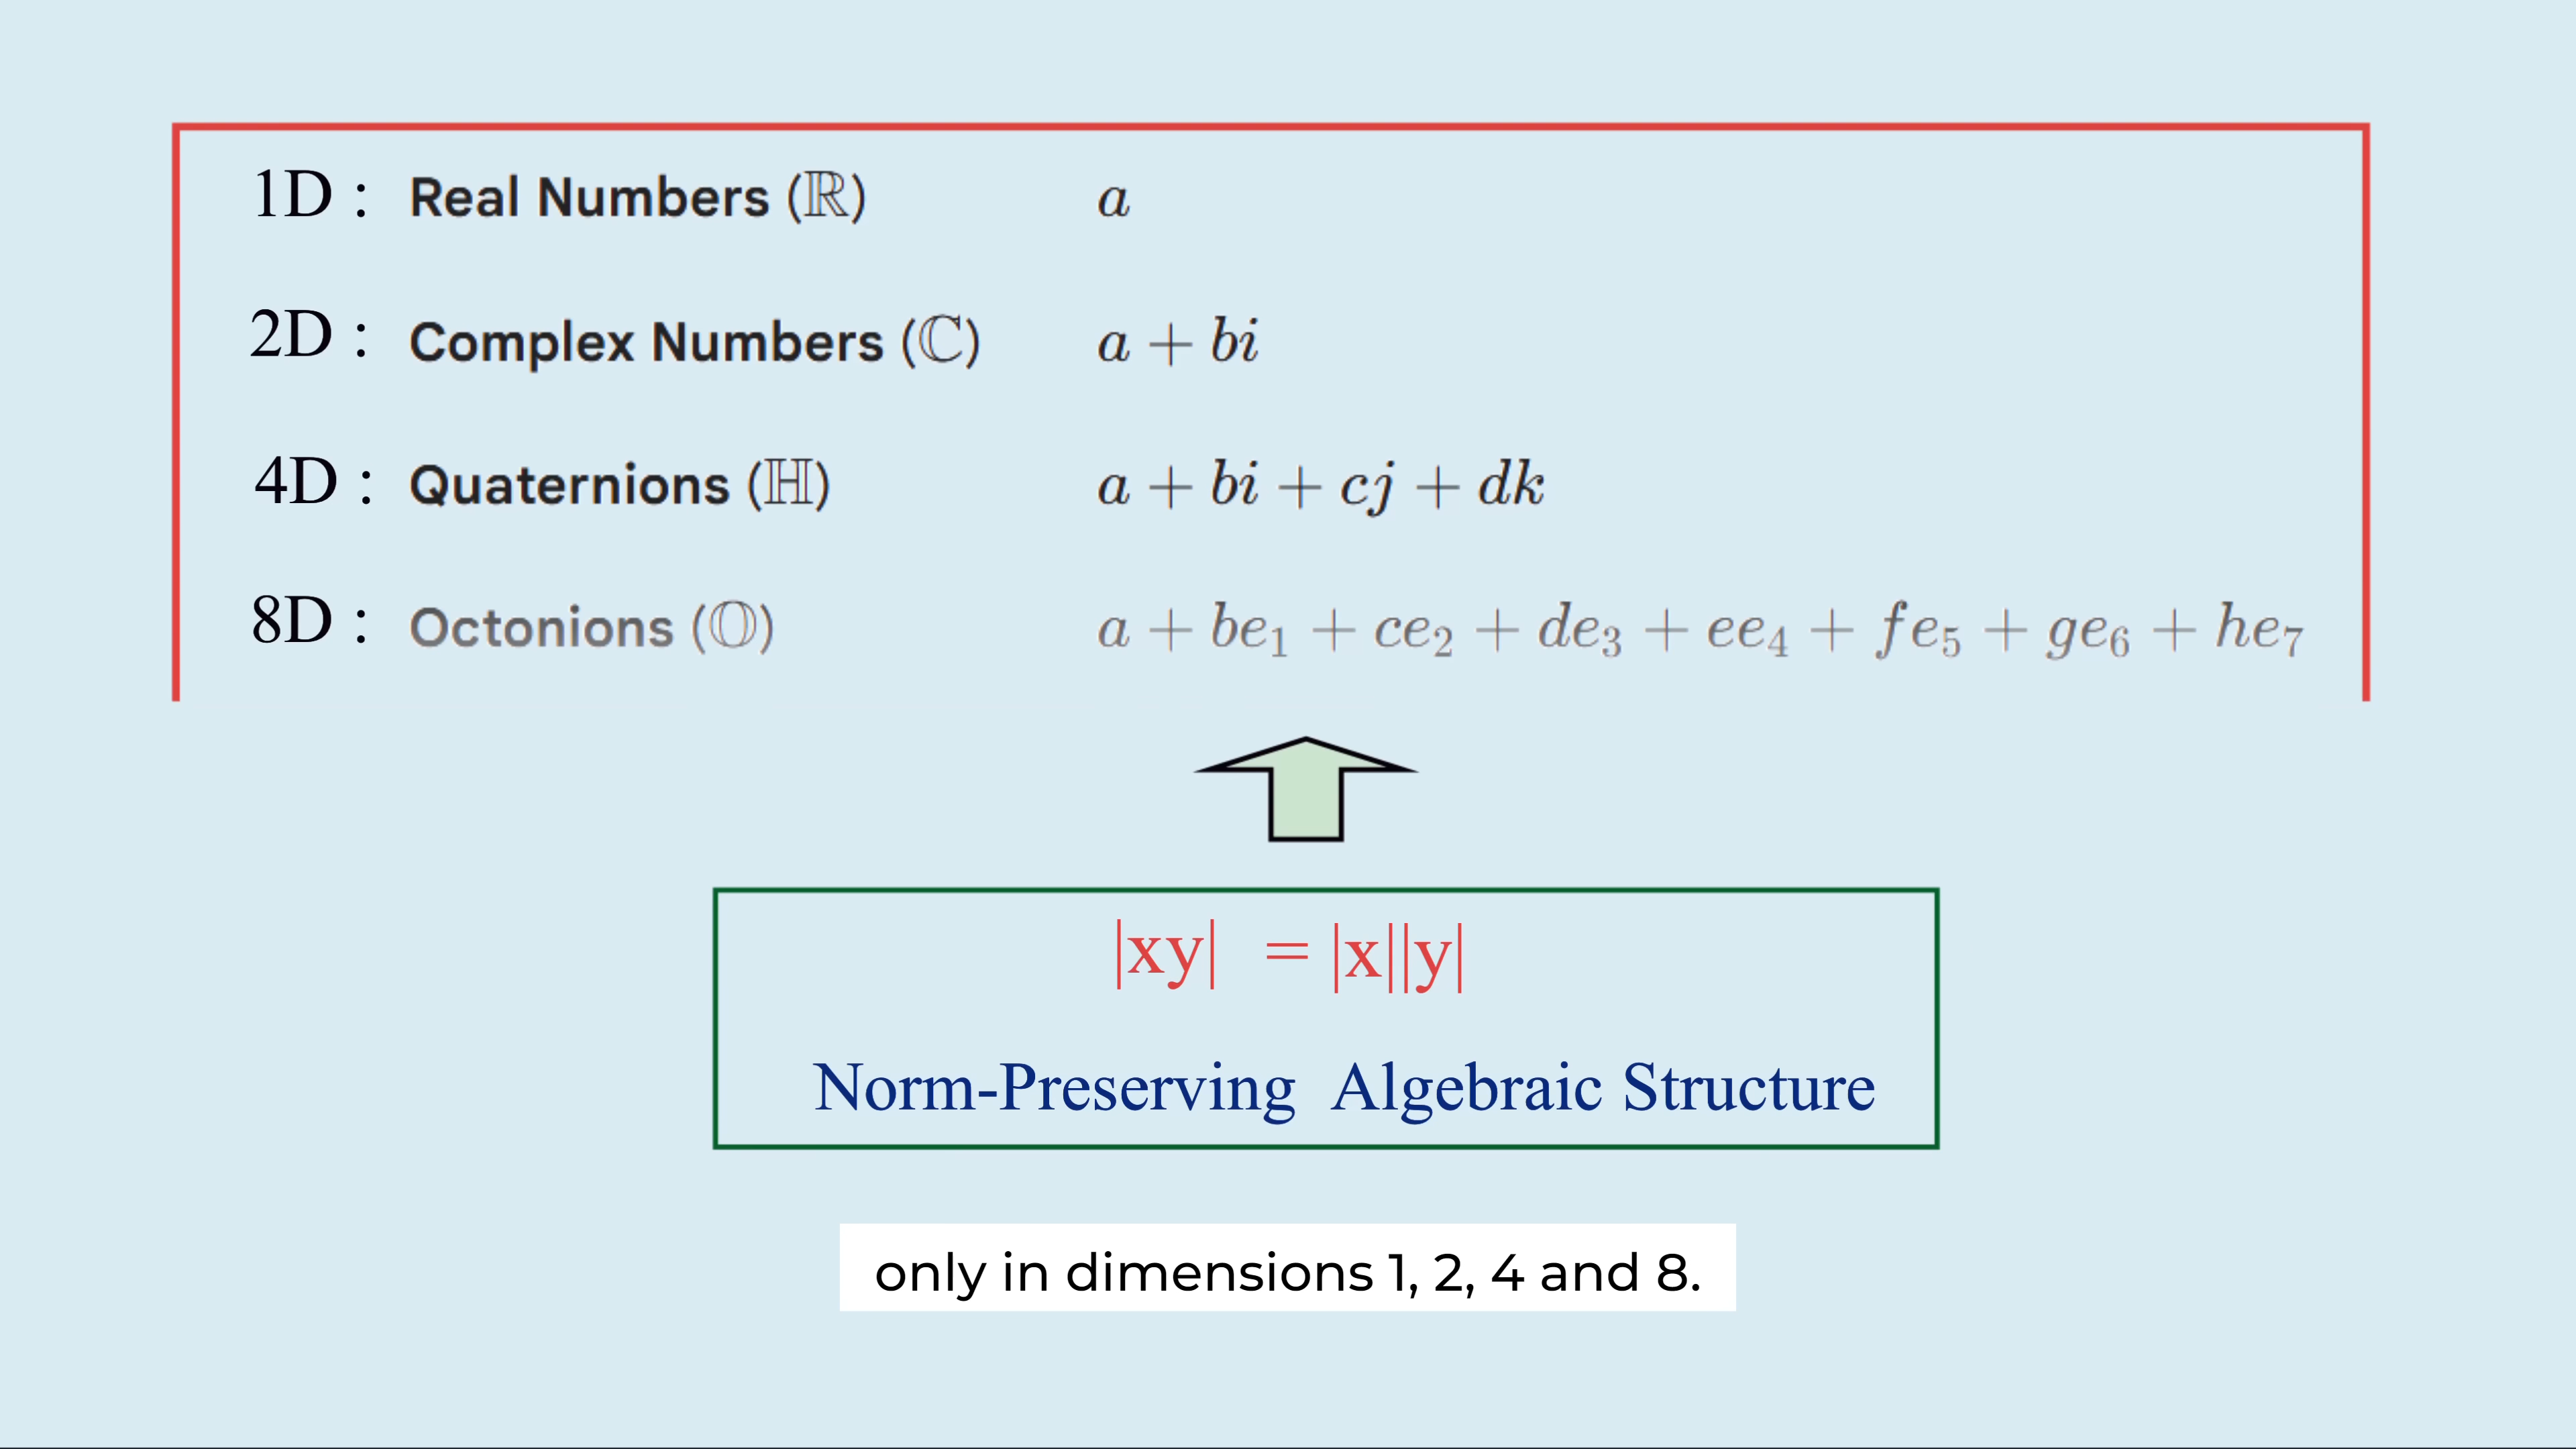 1D : Real Numbers (ℝ) a
2D : Complex Numbers (ℂ) a + bi
4D : Quaternions (ℍ) a + bi + cj + dk
8D : Octonions (𝕆) a + be₁ + ce₂ + de₃ + ee₄ + fe₅ + ge₆ + he₇
|xy| = |x||y|
Norm-Preserving Algebraic Structure
only in dimensions 1, 2, 4 and 8.